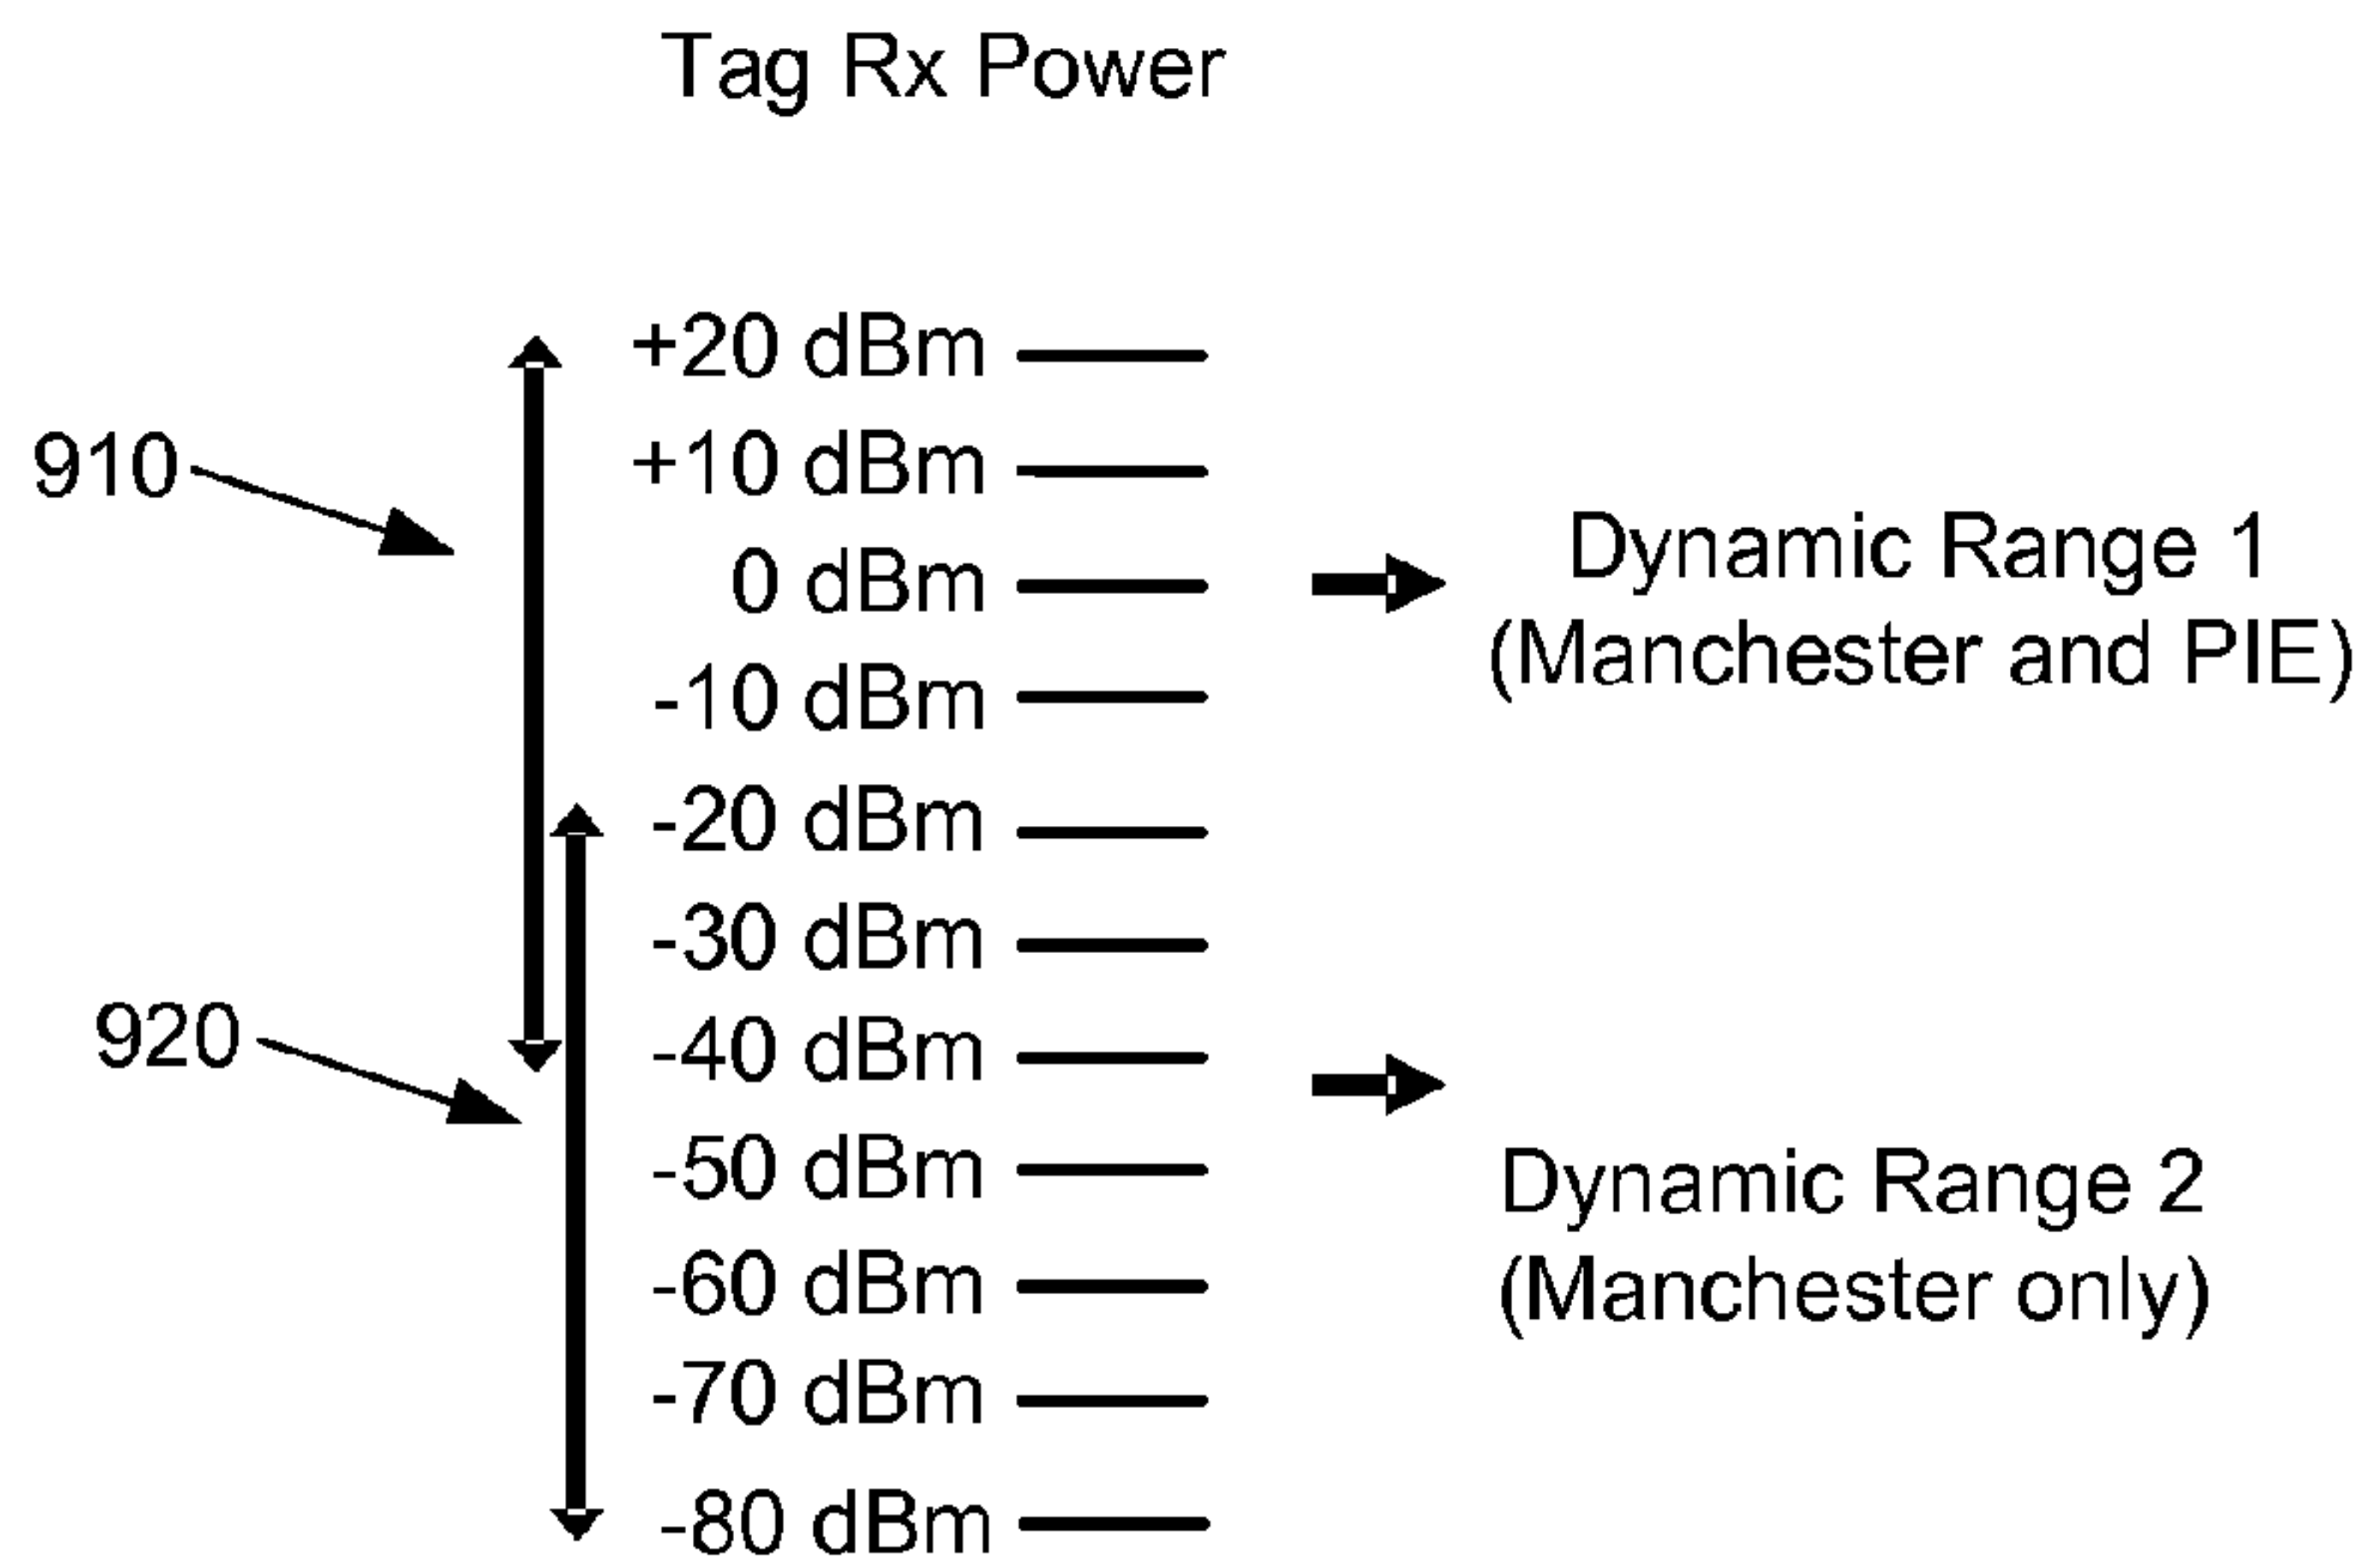 Tag Rx Power
+20 dBm
910
+10 dBm
0 dBm
Dynamic Range 1
(Manchester and PIE)
-10 dBm
-20 dBm
-30 dBm
920
-40 dBm
-50 dBm
Dynamic Range 2
(Manchester only)
-60 dBm
-70 dBm
-80 dBm